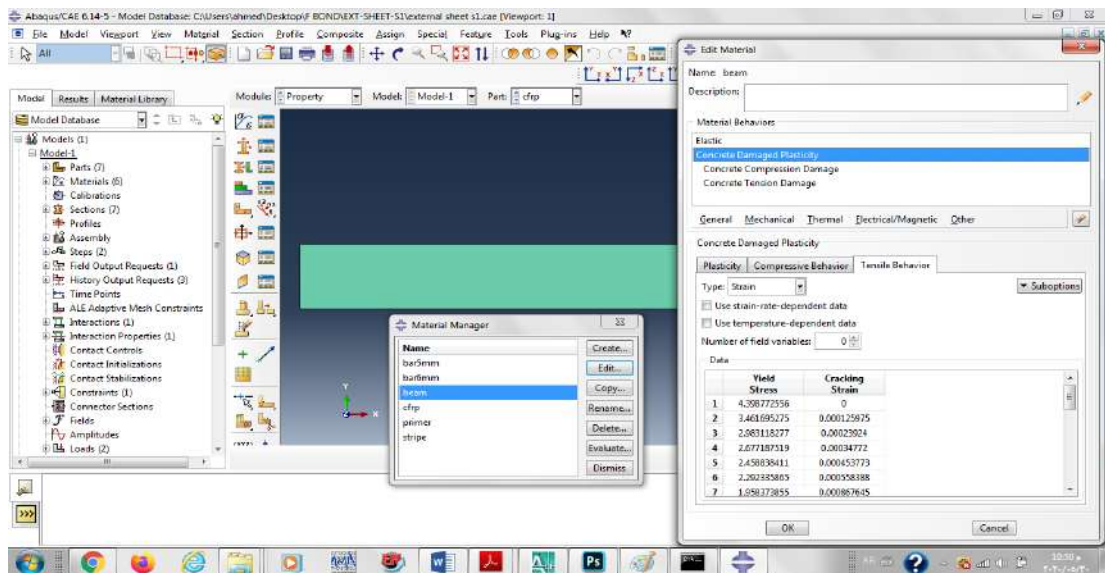 Abaqus/CAE 6.14-5 - Model Database: C:\Users\ahmed\Desktop\F BOND\EXT-SHEET-S1\external sheet s1.cae [Viewport: 1]
File Model Viewport View Material Section Profile Composite Assign Special Feature Tools Plug-ins Help
All
Model Results Material Library
Module: Property Model: Model-1 Part: cfrp
Model Database
Models (1)
Model-1
Parts (7)
Materials (6)
Calibrations
Sections (7)
Profiles
Assembly
Steps (2)
Field Output Requests (1)
History Output Requests (3)
Time Points
ALE Adaptive Mesh Constraints
Interactions (1)
Interaction Properties (1)
Contact Controls
Contact Initializations
Contact Stabilizations
Constraints (1)
Connector Sections
Fields
Amplitudes
Loads (2)
Y
X
Material Manager
Name
bar5mm
bar6mm
beam
cfrp
primer
stripe
Create...
Edit...
Copy...
Rename...
Delete...
Evaluate...
Dismiss
Edit Material
Name: beam
Description:
Material Behaviors
Elastic
Concrete Damaged Plasticity
Concrete Compression Damage
Concrete Tension Damage
General Mechanical Thermal Electrical/Magnetic Other
Concrete Damaged Plasticity
Plasticity Compressive Behavior Tensile Behavior
Type: Strain Suboptions
Use strain-rate-dependent data
Use temperature-dependent data
Number of field variables: 0
Data
Yield Stress Cracking Strain
1 4.398772556 0
2 3.461695275 0.000125975
3 2.983118277 0.00023924
4 2.677187519 0.00034772
5 2.458838411 0.000453773
6 2.292385865 0.000558388
7 1.958373855 0.000867645
OK Cancel
Ps
10:30